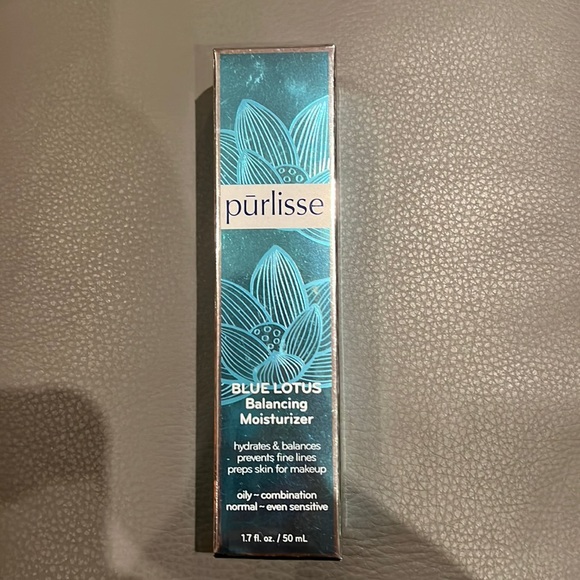 pūrlisse
BLUE LOTUS
Balancing
Moisturizer
hydrates & balances
prevents fine lines
preps skin for makeup
oily ~ combination
normal ~ even sensitive
1.7 fl. oz. / 50 mL